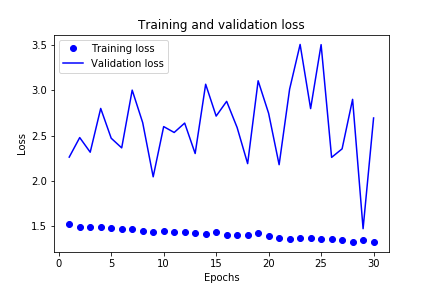 Training and validation loss
Training loss
Validation loss
3.5
3.0
2.5
2.0
1.5
Loss
0 5 10 15 20 25 30
Epochs